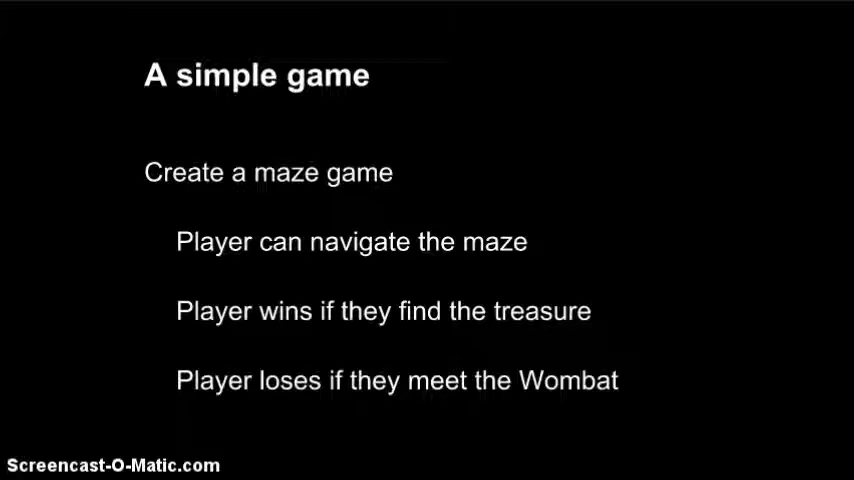 A simple game
Create a maze game
Player can navigate the maze
Player wins if they find the treasure
Player loses if they meet the Wombat
Screencast-O-Matic.com